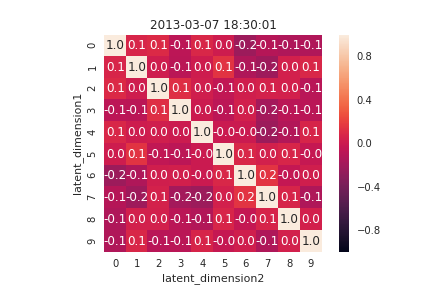 2013-03-07 18:30:01
0 1.0 0.1 0.1 -0.1 0.1 0.0 -0.2 -0.1 -0.1 -0.1
1 0.1 1.0 0.0 -0.1 0.0 0.1 -0.1 -0.2 0.0 0.1
2 0.1 0.0 1.0 0.1 0.0 -0.1 0.0 0.1 0.0 -0.1
3 -0.1 -0.1 0.1 1.0 0.0 -0.1 0.0 -0.2 -0.1 -0.1
4 0.1 0.0 0.0 0.0 1.0 -0.0 -0.0 -0.2 -0.1 0.1
5 0.0 0.1 -0.1 -0.1 -0.0 1.0 0.1 0.0 0.1 -0.0
6 -0.2 -0.1 0.0 0.0 -0.0 0.1 1.0 0.2 -0.0 0.0
7 -0.1 -0.2 0.1 -0.2 -0.2 0.0 0.2 1.0 0.1 -0.1
8 -0.1 0.0 0.0 -0.1 -0.1 0.1 -0.0 0.1 1.0 0.0
9 -0.1 0.1 -0.1 -0.1 0.1 -0.0 0.0 -0.1 0.0 1.0
0 1 2 3 4 5 6 7 8 9
latent_dimension2
latent_dimension1
0.8
0.4
0.0
−0.4
−0.8